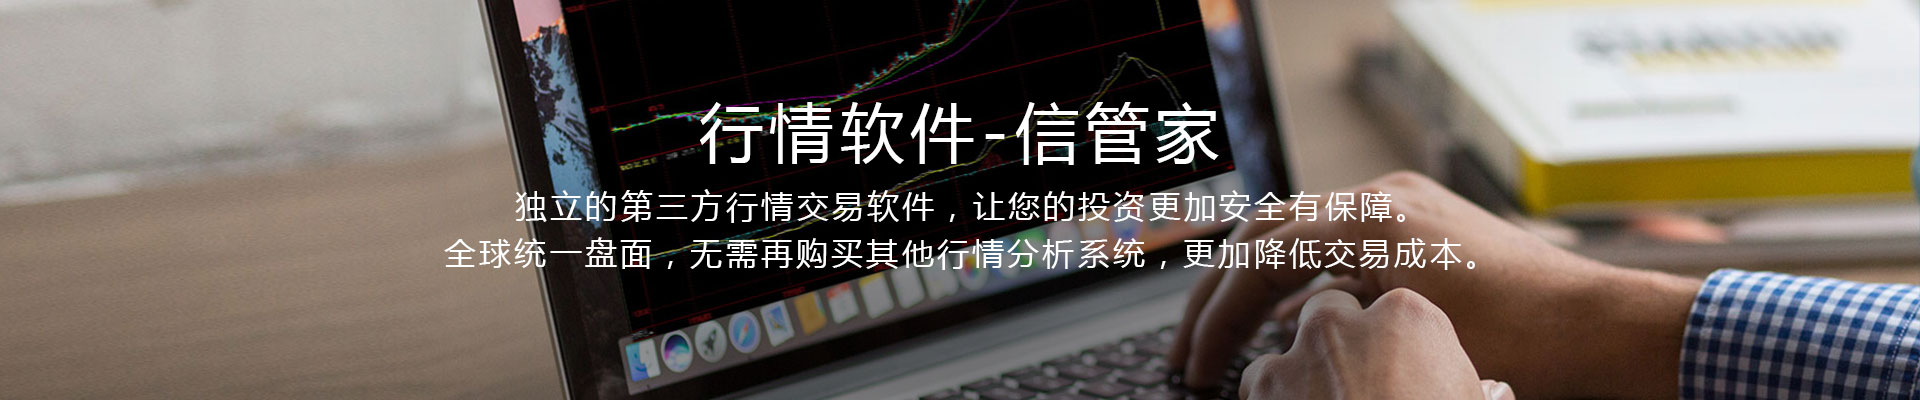 行情软件-信管家
独立的第三方行情交易软件，让您的投资更加安全有保障。
全球统一盘面，无需再购买其他行情分析系统，更加降低交易成本。